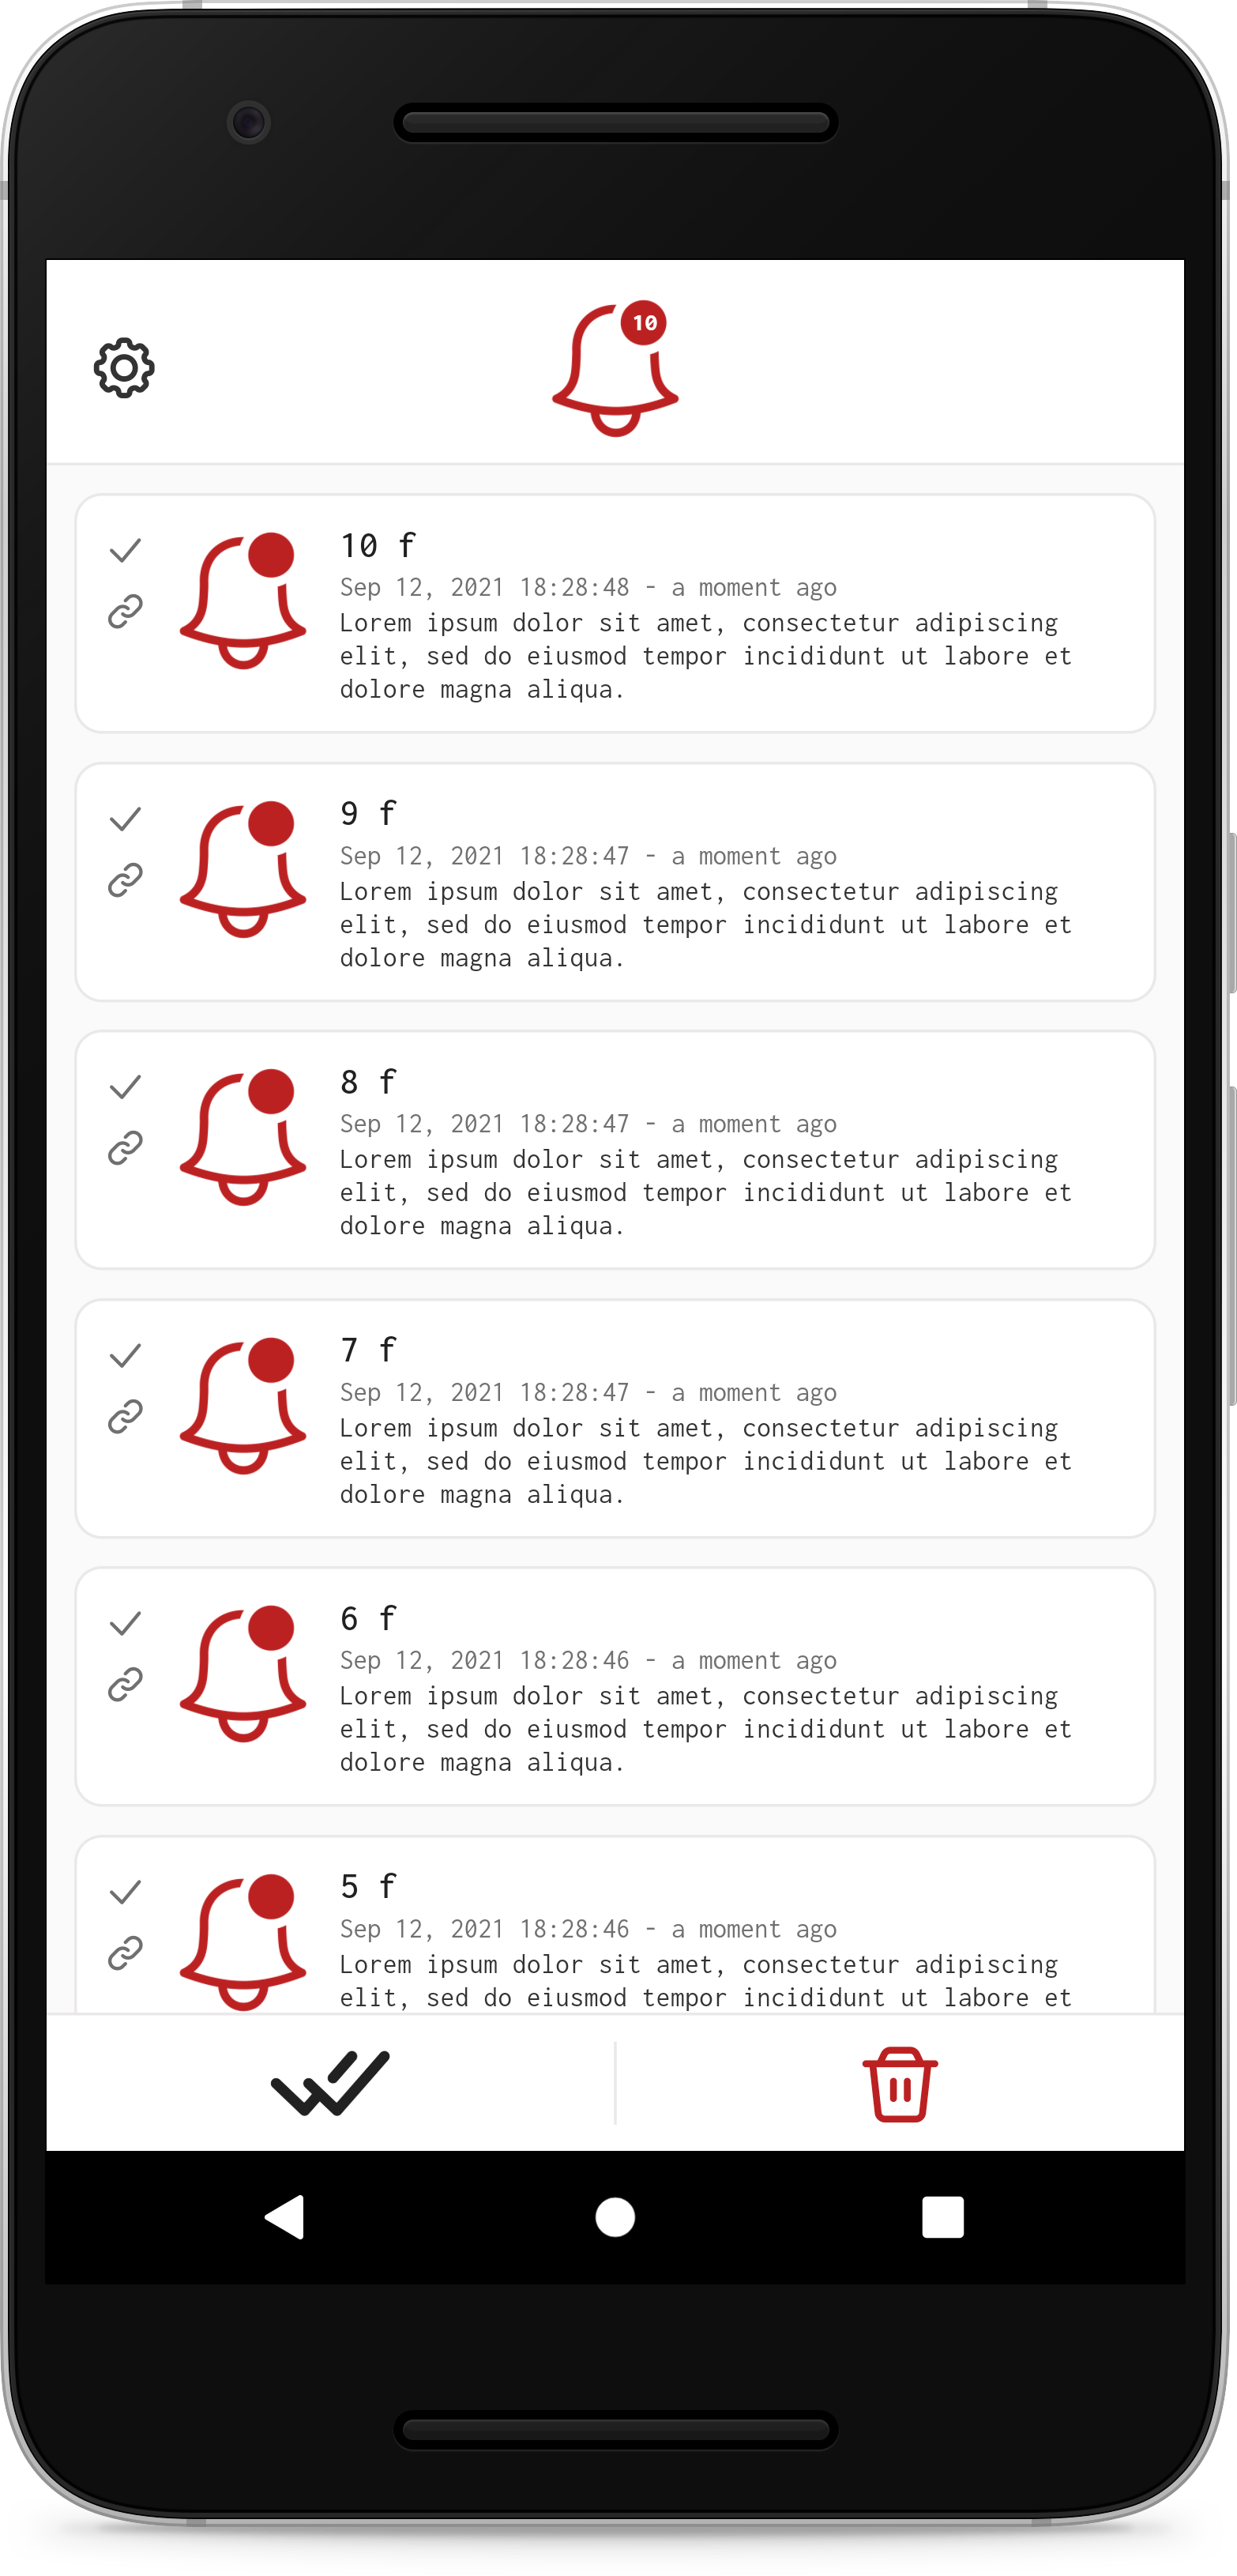 10
10 f
Sep 12, 2021 18:28:48 - a moment ago
Lorem ipsum dolor sit amet, consectetur adipiscing
elit, sed do eiusmod tempor incididunt ut labore et
dolore magna aliqua.
9 f
Sep 12, 2021 18:28:47 - a moment ago
Lorem ipsum dolor sit amet, consectetur adipiscing
elit, sed do eiusmod tempor incididunt ut labore et
dolore magna aliqua.
8 f
Sep 12, 2021 18:28:47 - a moment ago
Lorem ipsum dolor sit amet, consectetur adipiscing
elit, sed do eiusmod tempor incididunt ut labore et
dolore magna aliqua.
7 f
Sep 12, 2021 18:28:47 - a moment ago
Lorem ipsum dolor sit amet, consectetur adipiscing
elit, sed do eiusmod tempor incididunt ut labore et
dolore magna aliqua.
6 f
Sep 12, 2021 18:28:46 - a moment ago
Lorem ipsum dolor sit amet, consectetur adipiscing
elit, sed do eiusmod tempor incididunt ut labore et
dolore magna aliqua.
5 f
Sep 12, 2021 18:28:46 - a moment ago
Lorem ipsum dolor sit amet, consectetur adipiscing
elit, sed do eiusmod tempor incididunt ut labore et